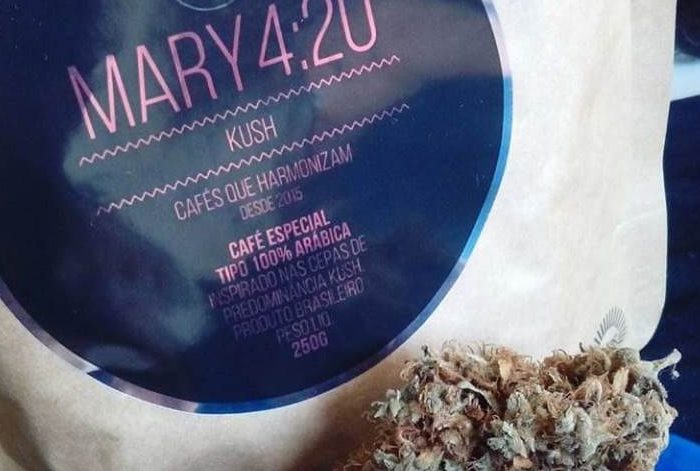 MARY 4:20
KUSH
CAFÉS QUE HARMONIZAM
DESDE 2015
CAFÉ ESPECIAL
TIPO 100% ARÁBICA
INSPIRADO NAS CEPAS DE
PREDOMINÂNCIA KUSH.
PRODUTO BRASILEIRO
PESO LIQ
250G